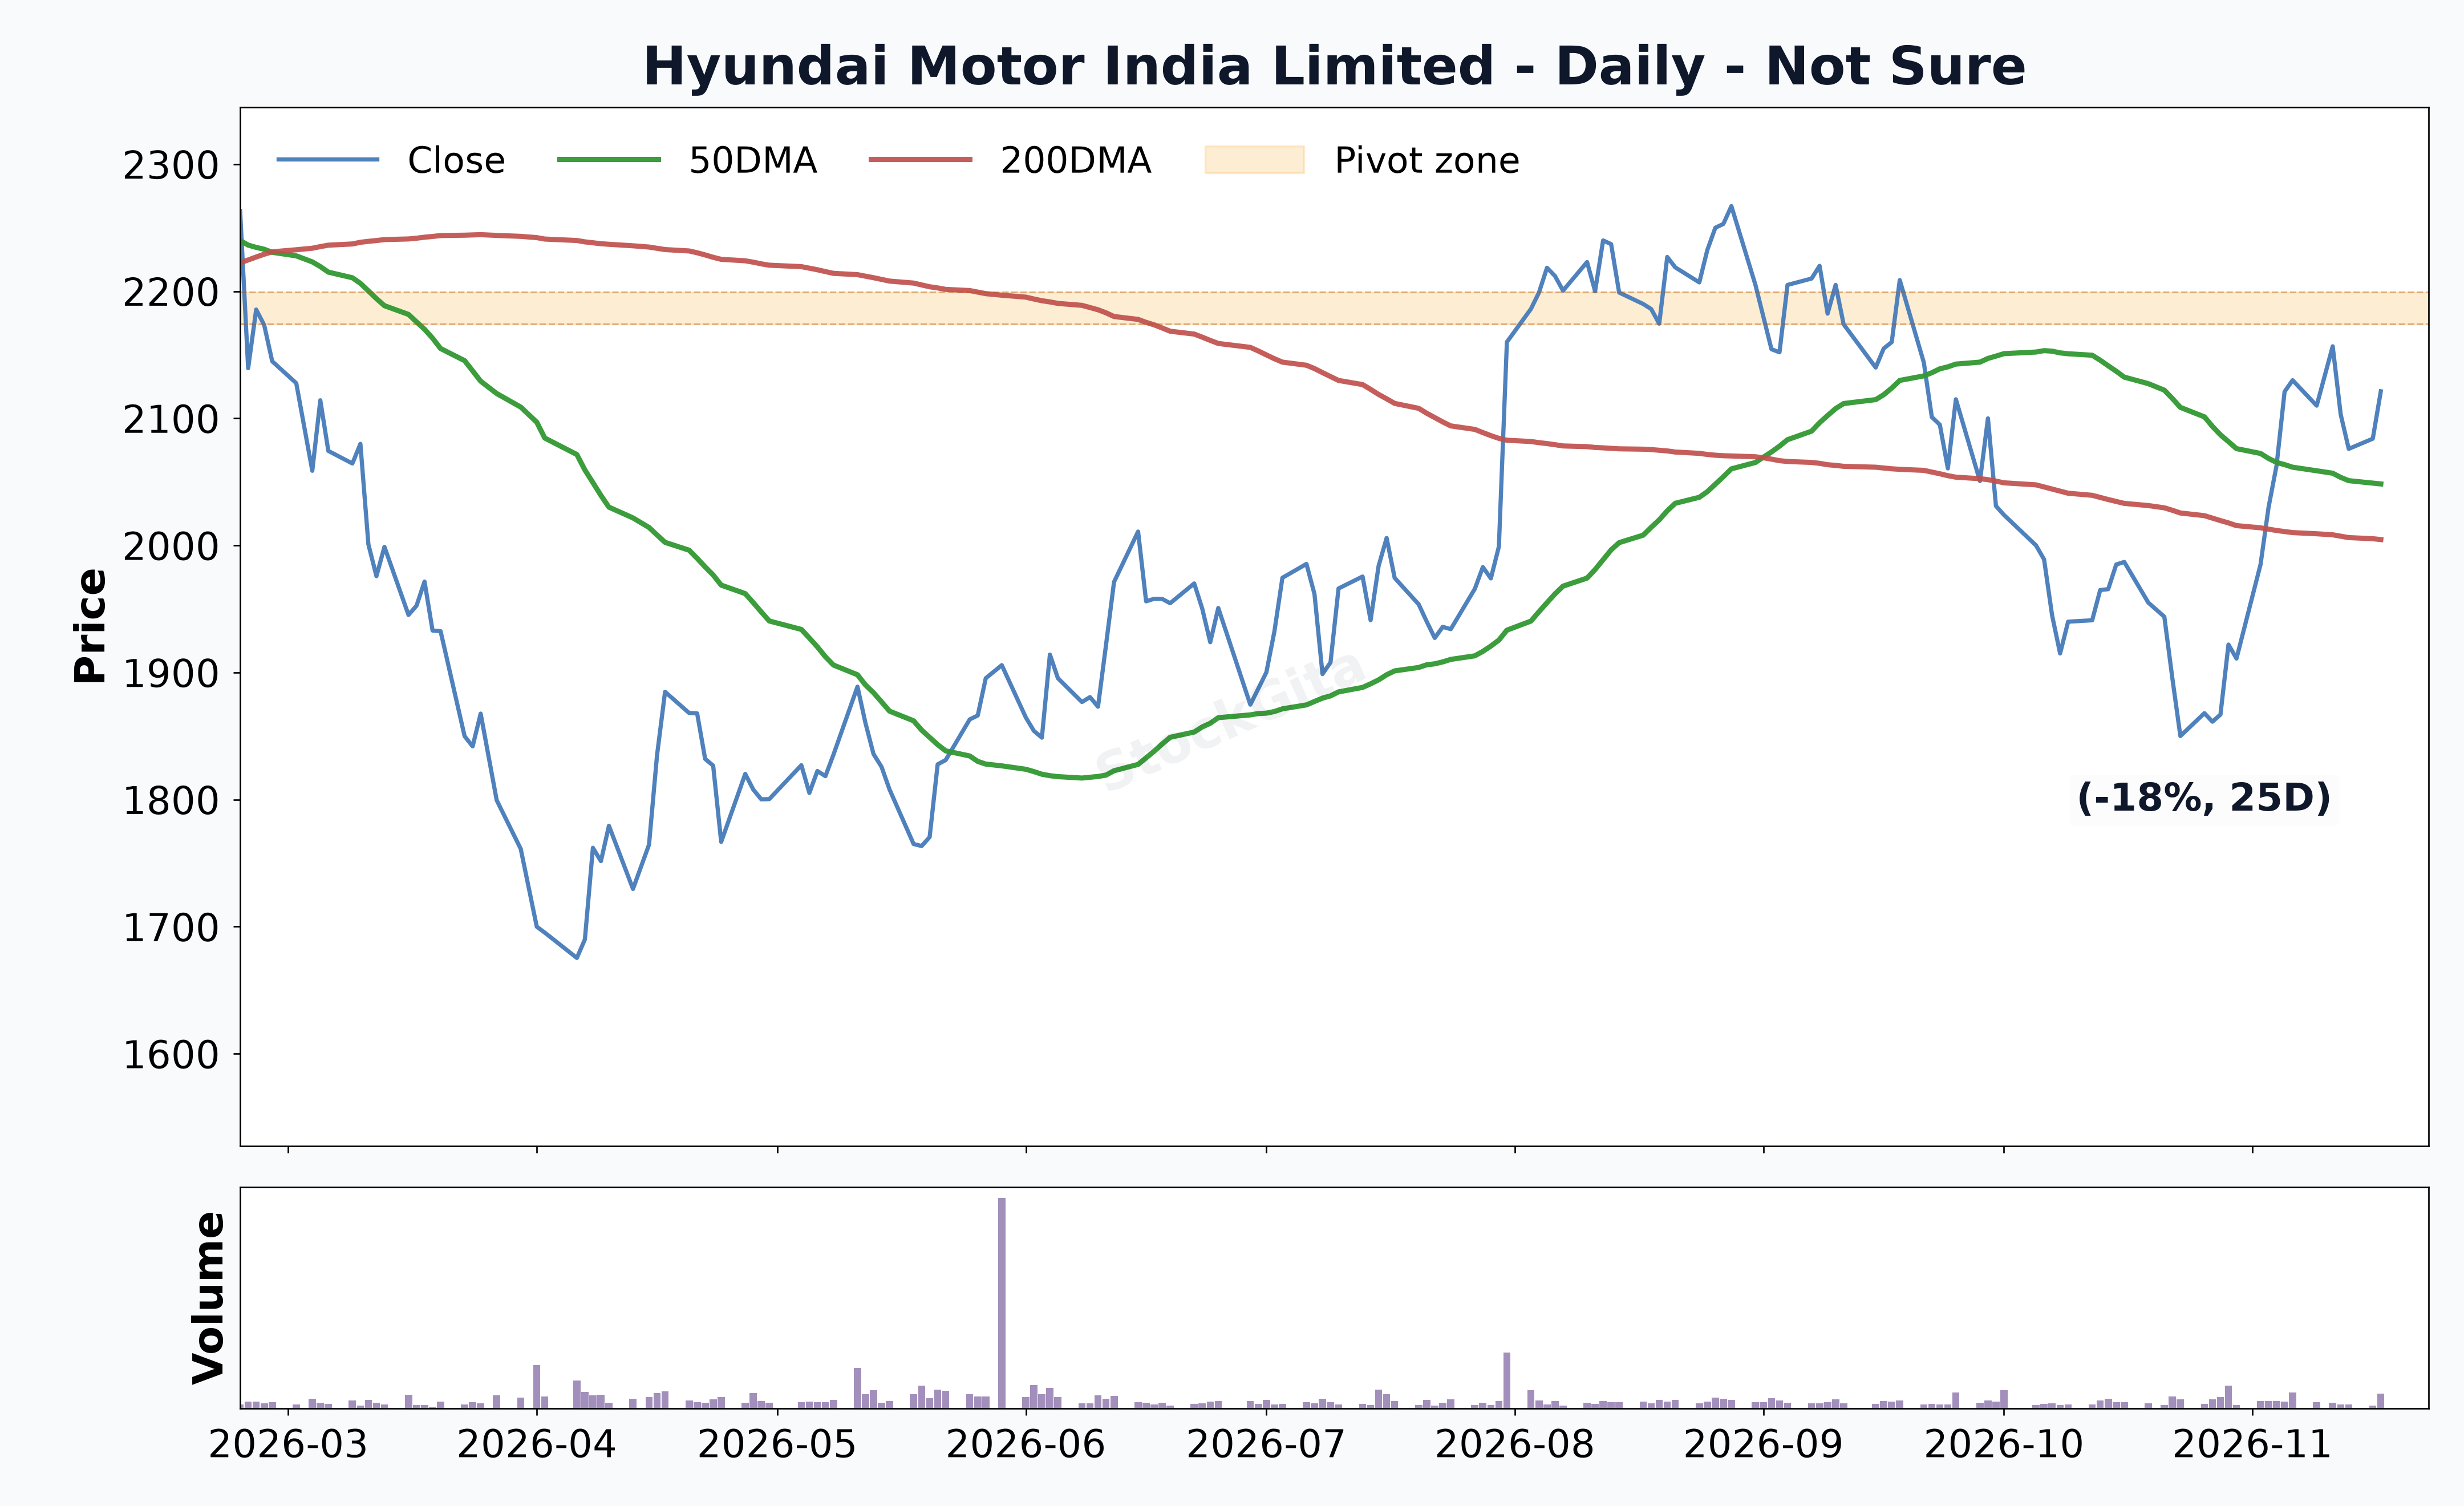 Hyundai Motor India Limited - Daily - Not Sure
Close 50DMA 200DMA Pivot zone
2300
2200
2100
2000
1900
1800
1700
1600
Price
StockGita
(-18%, 25D)
Volume
2026-03 2026-04 2026-05 2026-06 2026-07 2026-08 2026-09 2026-10 2026-11